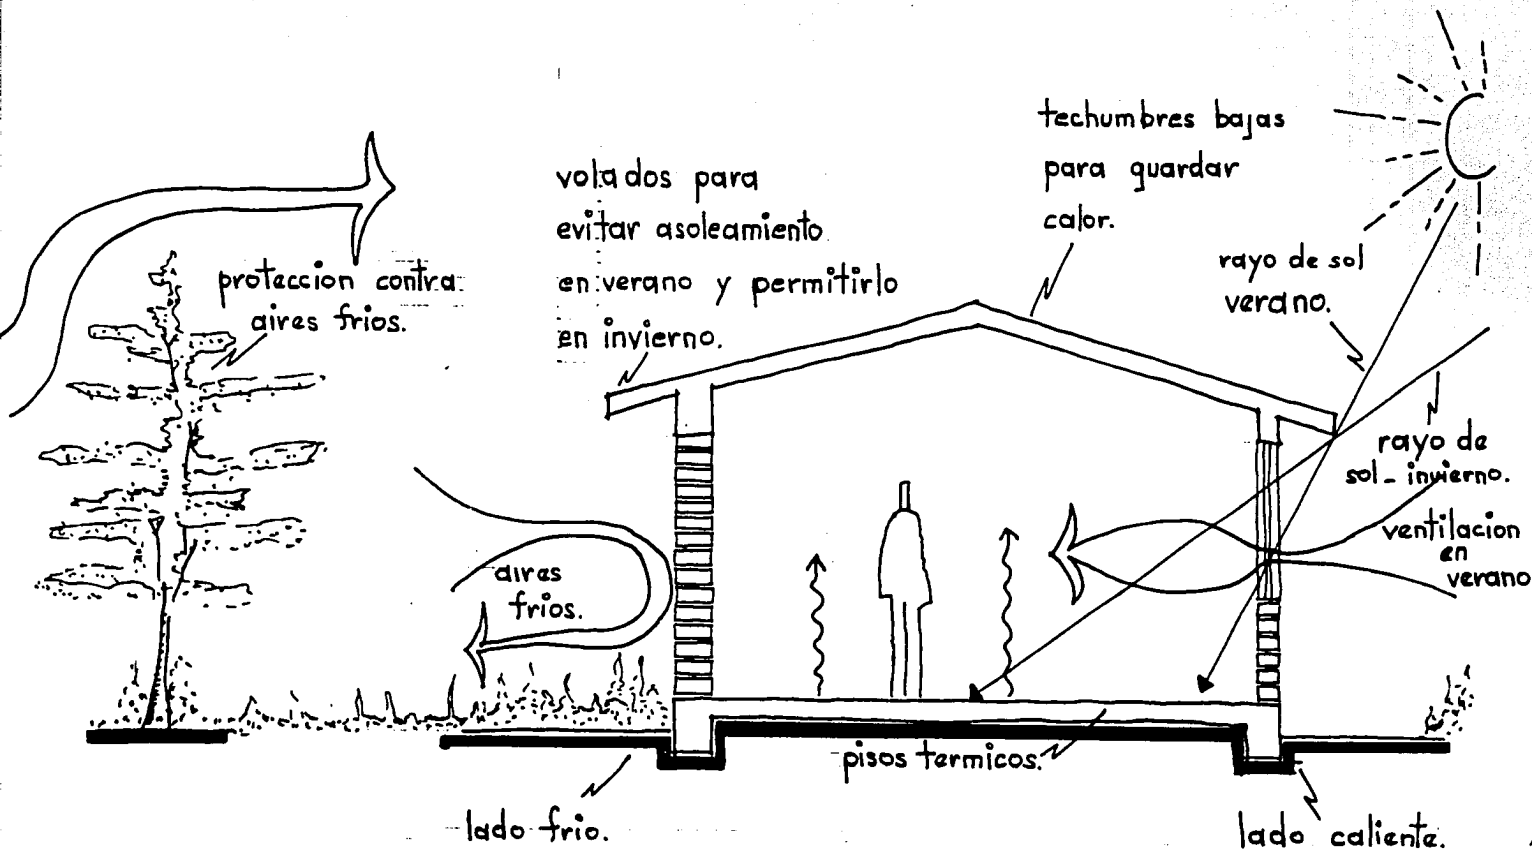 techumbres bajas
para guardar
calor.
volados para
evitar asoleamiento
en verano y permitirlo
en invierno.
proteccion contra
aires frios.
rayo de sol
verano.
rayo de
sol - invierno.
ventilacion
en
verano
aires
frios.
pisos termicos.
lado frio.
lado caliente.